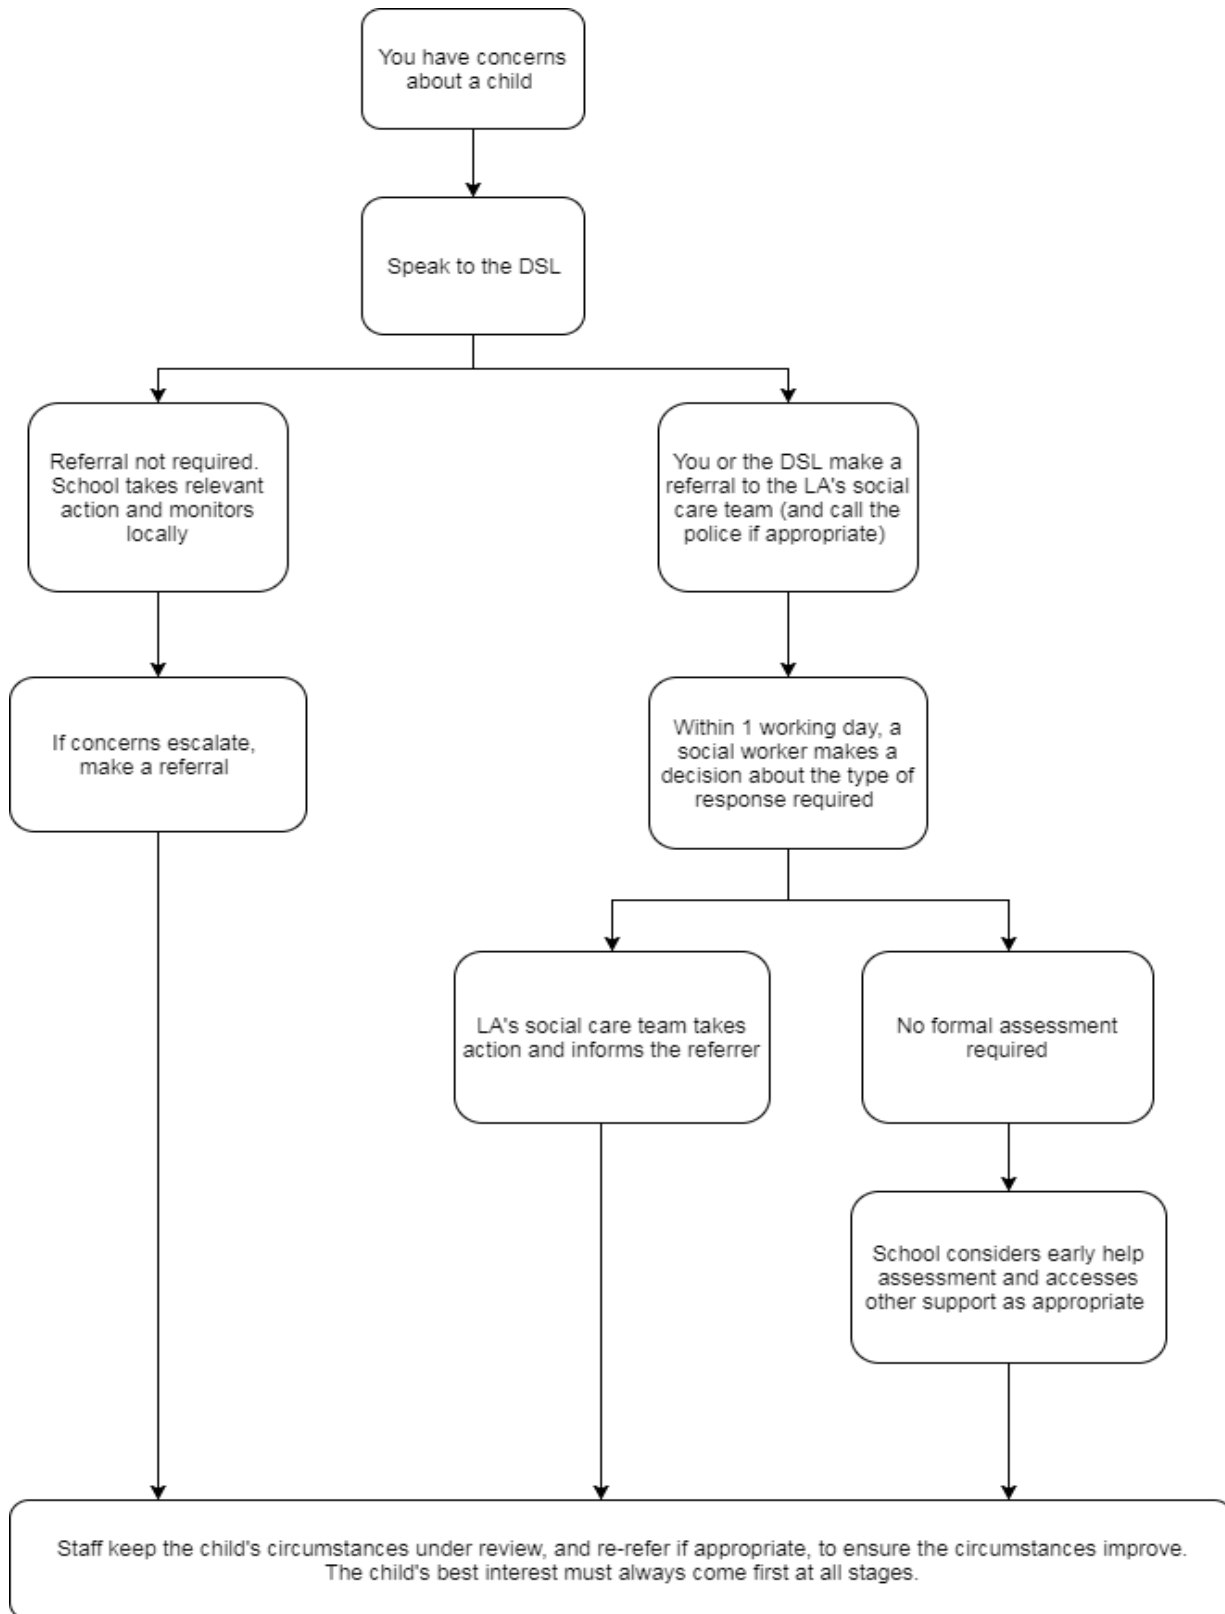 You have concerns
about a child
Speak to the DSL
Referral not required.
School takes relevant
action and monitors
locally
You or the DSL make a
referral to the LA's social
care team (and call the
police if appropriate)
If concerns escalate,
make a referral
Within 1 working day, a
social worker makes a
decision about the type of
response required
LA's social care team takes
action and informs the referrer
No formal assessment
required
School considers early help
assessment and accesses
other support as appropriate
Staff keep the child's circumstances under review, and re-refer if appropriate, to ensure the circumstances improve.
The child's best interest must always come first at all stages.